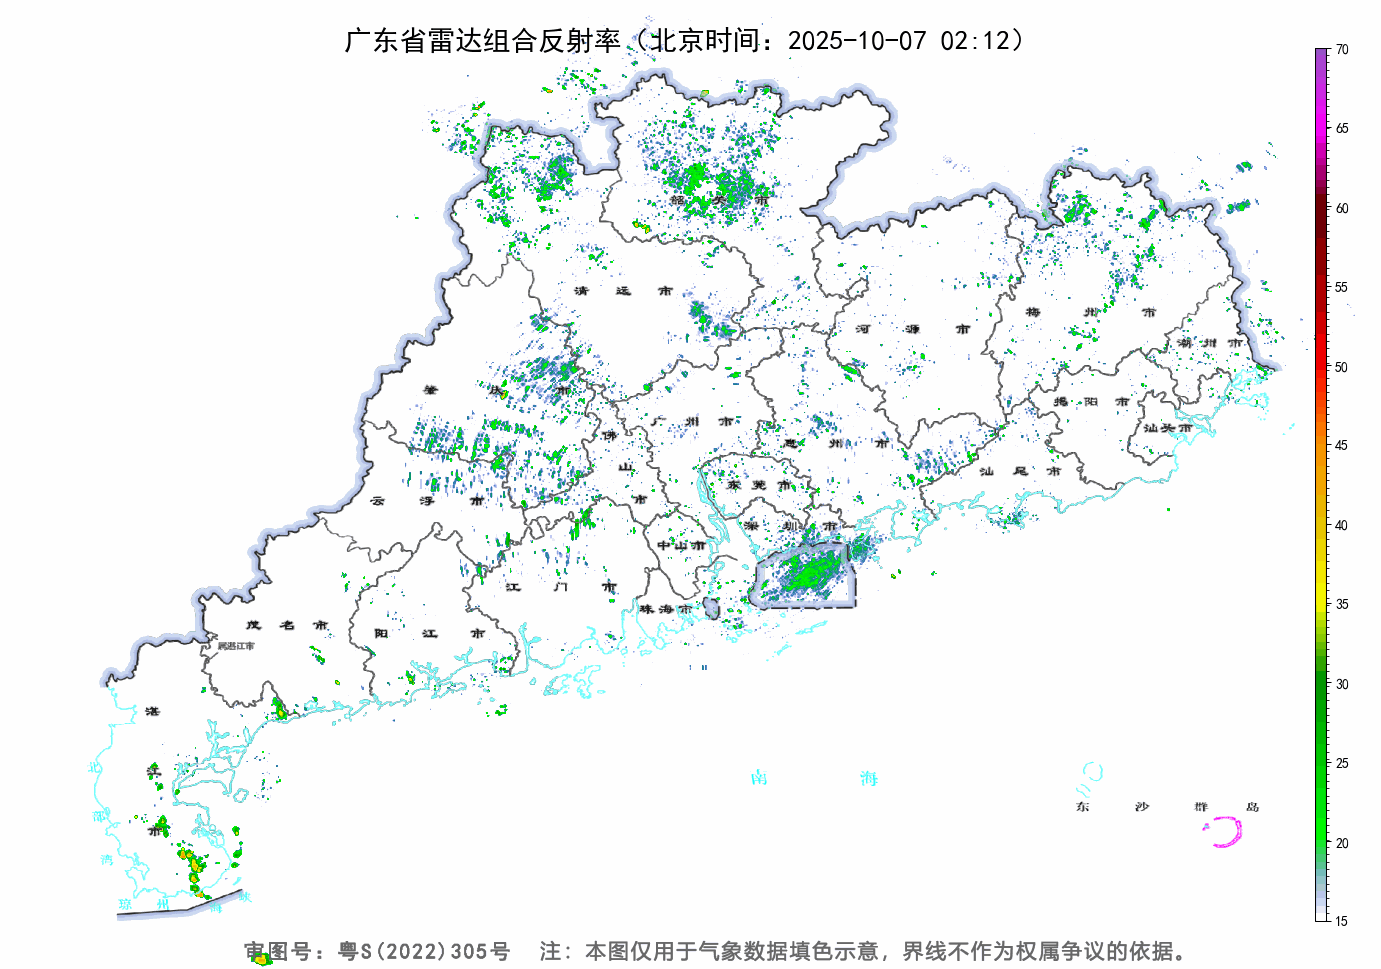 广东省雷达组合反射率（北京时间：2025-10-07 02:12）
70
65
60
55
50
45
40
35
30
25
20
15
韶关市
清远市
河源市
梅州市
潮州市
肇庆市
揭阳市
汕头市
广州市
佛山市
惠州市
汕尾市
东莞市
云浮市
深圳市
中山市
江门市
珠海市
茂名市
阳江市
属湛江市
湛江市
北部湾
南海
东沙群岛
琼州海峡
审图号：粤S(2022)305号 注：本图仅用于气象数据填色示意，界线不作为权属争议的依据。